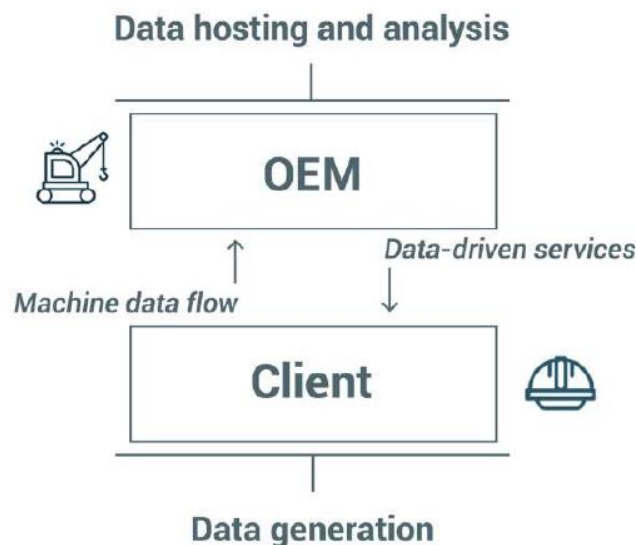 Data hosting and analysis
OEM
Data-driven services
Machine data flow
Client
Data generation